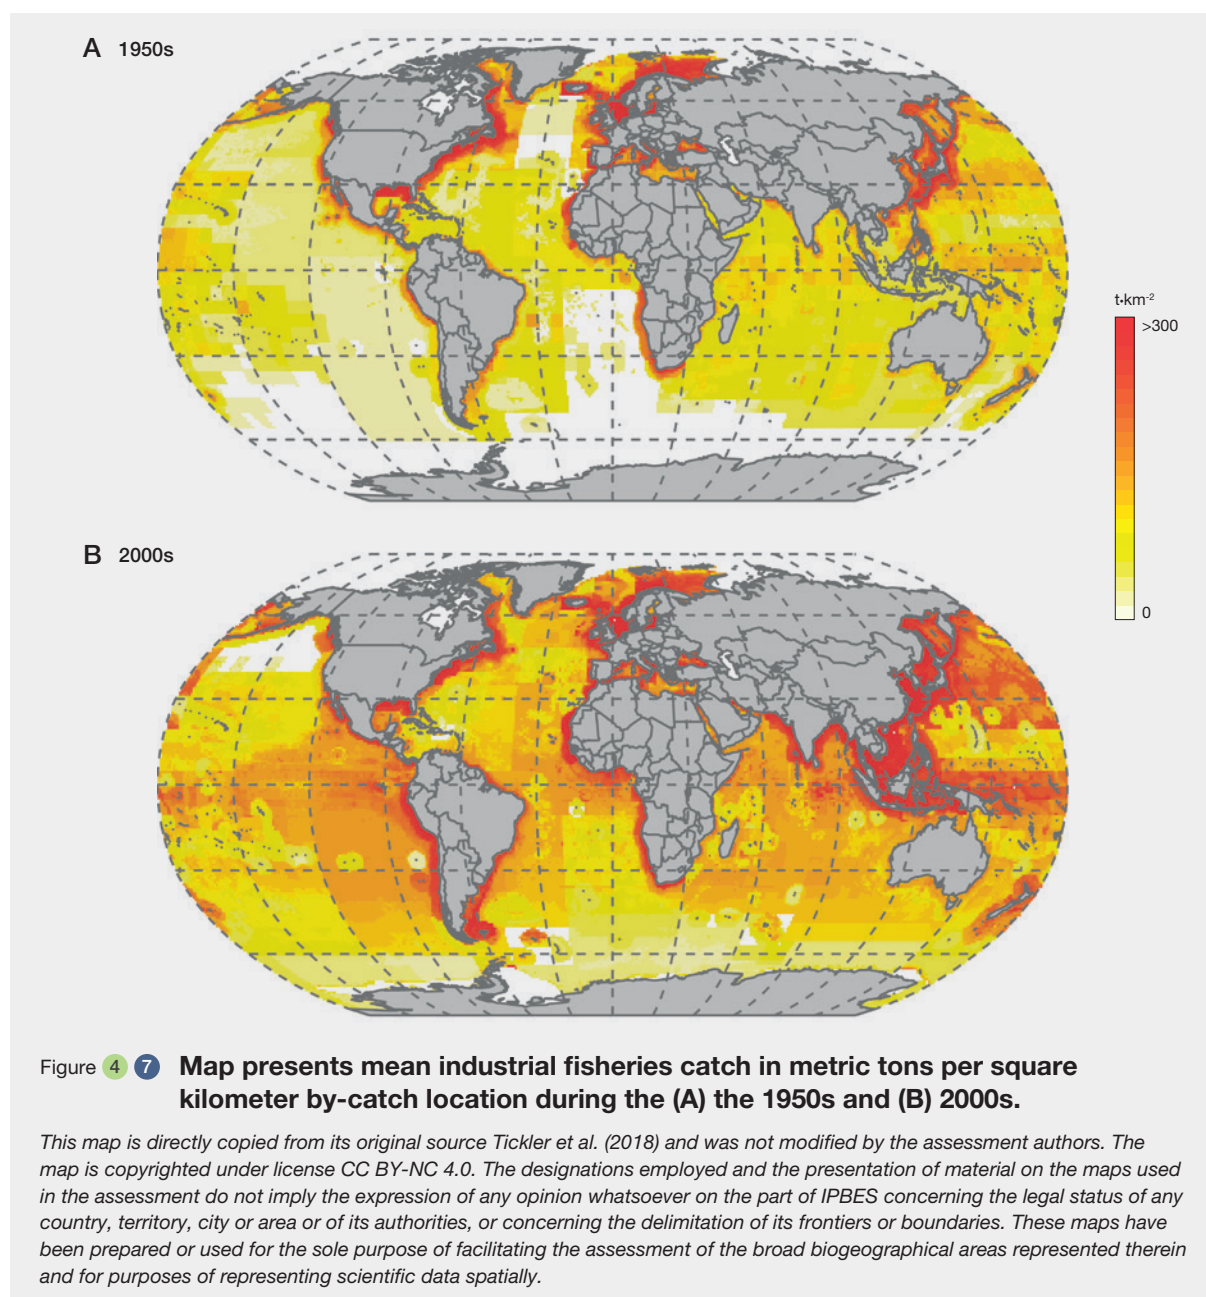 A 1950s
t•km-2
>300
0
B 2000s
Figure 4 7 Map presents mean industrial fisheries catch in metric tons per square
kilometer by-catch location during the (A) the 1950s and (B) 2000s.
This map is directly copied from its original source Tickler et al. (2018) and was not modified by the assessment authors. The
map is copyrighted under license CC BY-NC 4.0. The designations employed and the presentation of material on the maps used
in the assessment do not imply the expression of any opinion whatsoever on the part of IPBES concerning the legal status of any
country, territory, city or area or of its authorities, or concerning the delimitation of its frontiers or boundaries. These maps have
been prepared or used for the sole purpose of facilitating the assessment of the broad biogeographical areas represented therein
and for purposes of representing scientific data spatially.